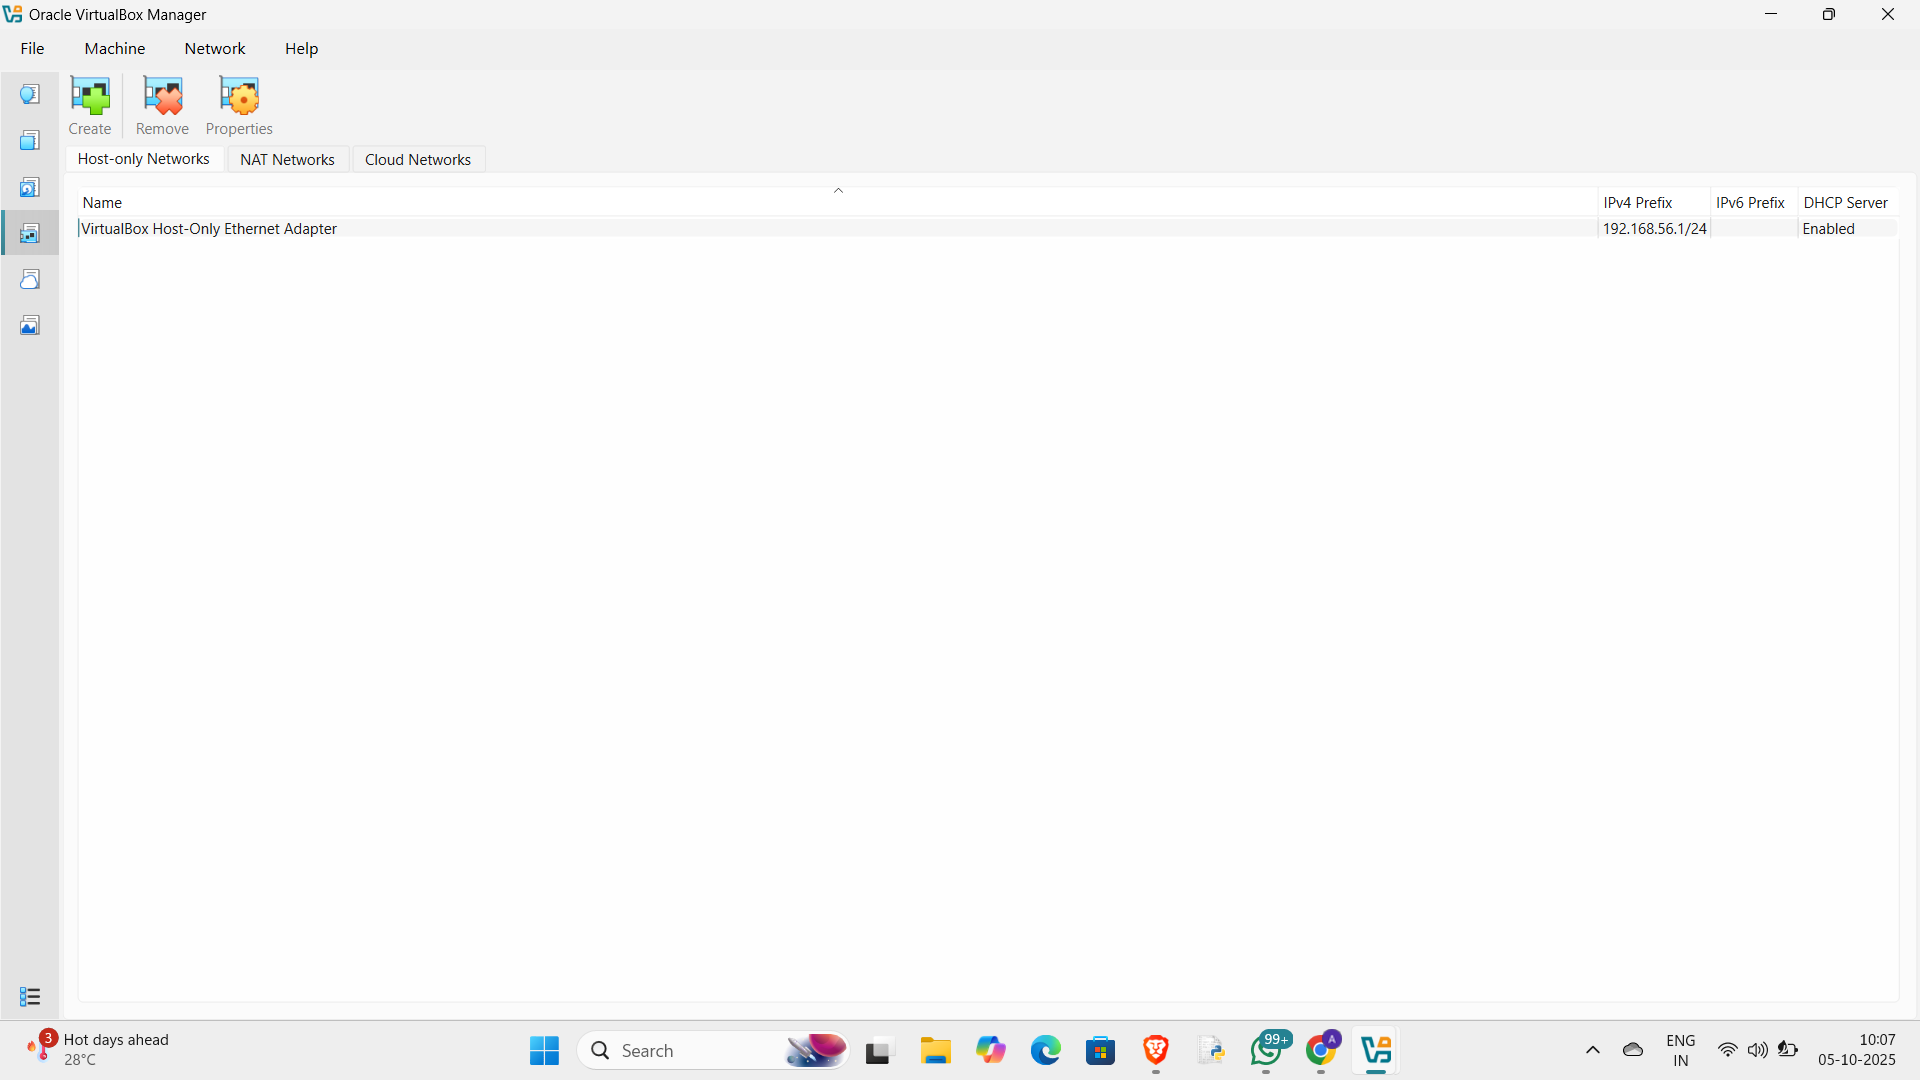 Oracle VirtualBox Manager
File Machine Network Help
Create Remove Properties
Host-only Networks NAT Networks Cloud Networks
Name IPv4 Prefix IPv6 Prefix DHCP Server
VirtualBox Host-Only Ethernet Adapter 192.168.56.1/24 Enabled
3 Hot days ahead
28°C
Search
99+
A
ENG
IN
10:07
05-10-2025